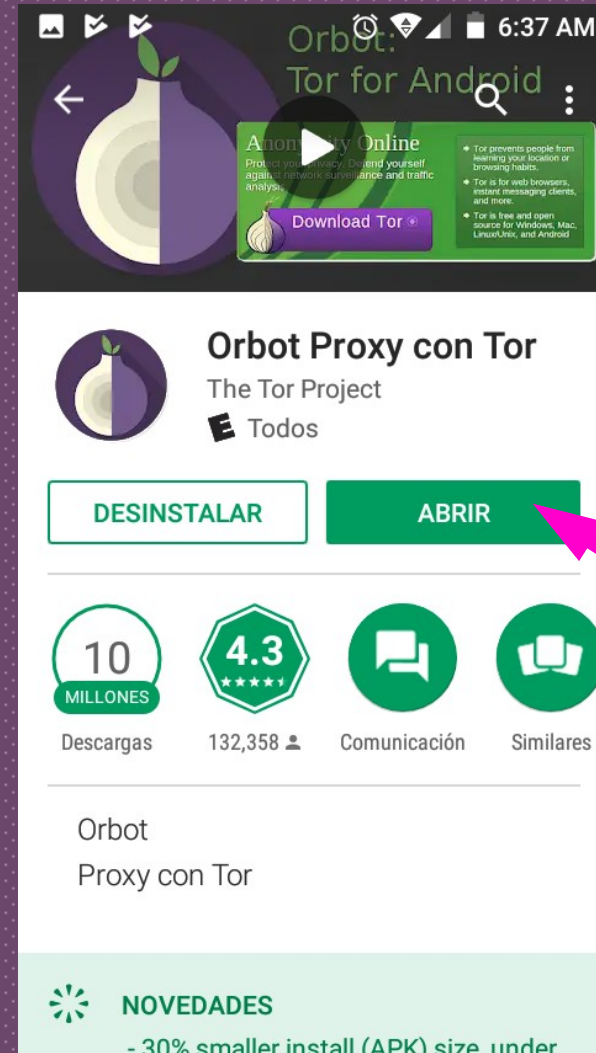 6:37 AM
Orbot:
Tor for Android
Anonymity Online
Protect your privacy. Defend yourself
against network surveillance and traffic
analysis.
Download Tor
Tor prevents people from
learning your location or
browsing habits.
Tor is for web browsers,
instant messaging clients,
and more.
Tor is free and open
source for Windows, Mac,
Linux/Unix, and Android
Orbot Proxy con Tor
The Tor Project
E Todos
DESINSTALAR
ABRIR
10
MILLONES
Descargas
4.3
132,358
Comunicación
Similares
Orbot
Proxy con Tor
NOVEDADES
- 30% smaller install (APK) size, under